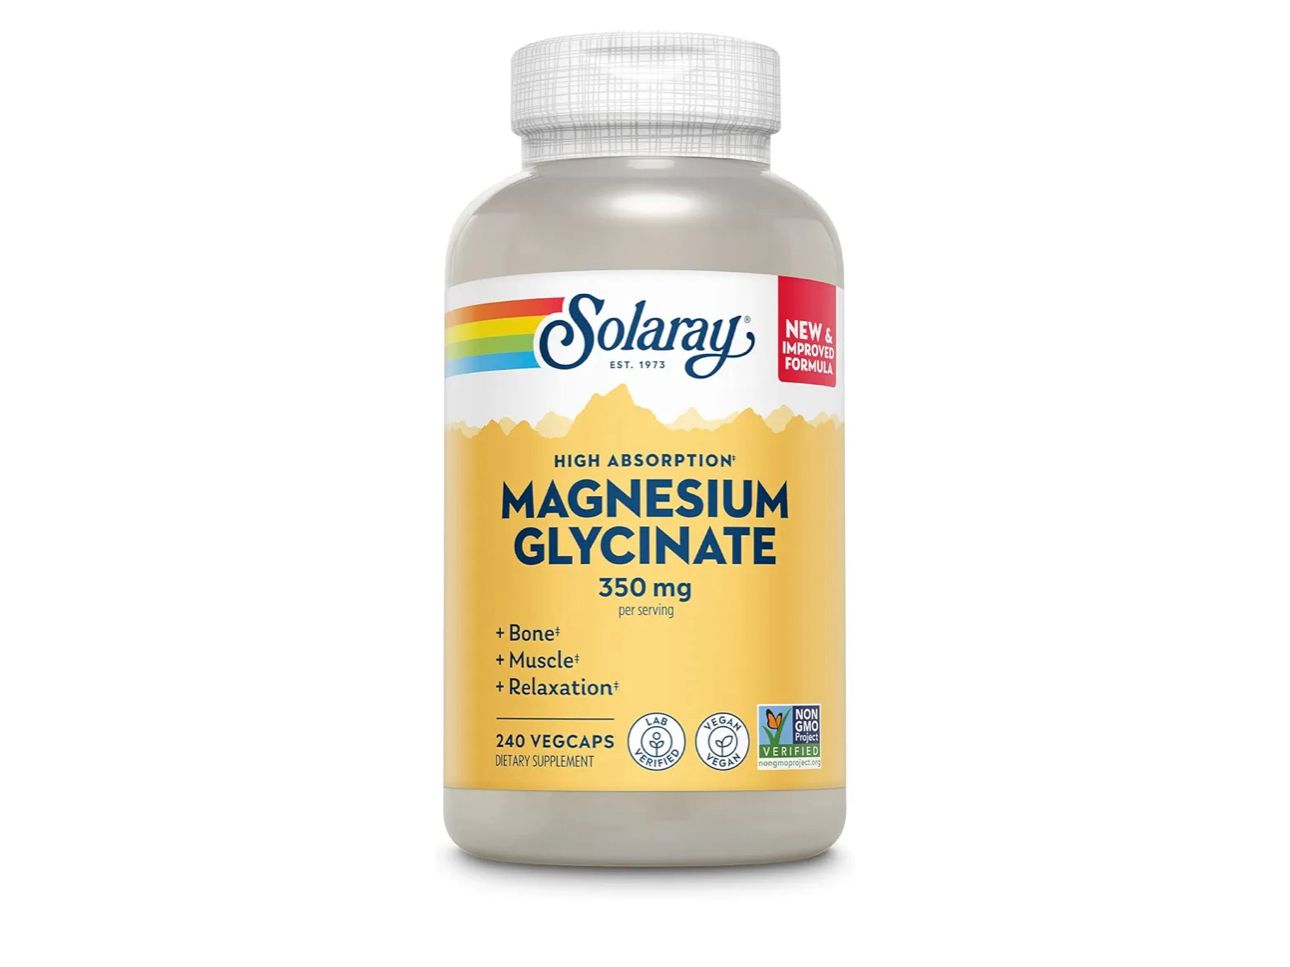 Solaray®
EST. 1973
NEW &
IMPROVED
FORMULA
HIGH ABSORPTION‡
MAGNESIUM
GLYCINATE
350 mg
per serving
+ Bone‡
+ Muscle‡
+ Relaxation‡
240 VEGCAPS
DIETARY SUPPLEMENT
LAB
VERIFIED
VEGAN
VEGAN
NON
GMO
Project
VERIFIED
nongmoproject.org